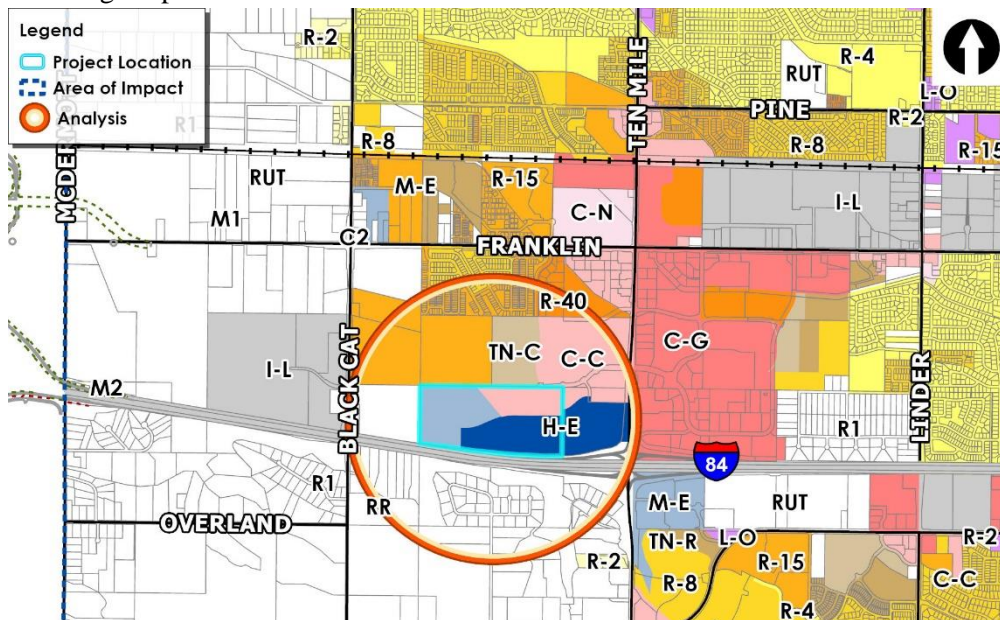 Legend
Project Location
Area of Impact
Analysis
R-2
TEN MILE
RUT
R-4
L-O
PINE
R-2
R1
R-8
R-8
R-15
MCDERMOTT
RUT
M-E
R-15
I-L
C-N
M1
C2
FRANKLIN
R-40
TN-C
C-C
C-G
BLACK CAT
I-L
LINDER
M2
H-E
R1
84
R1
RR
M-E
RUT
OVERLAND
TN-R
L-O
R-2
R-2
R-8
R-15
C-C
R-4